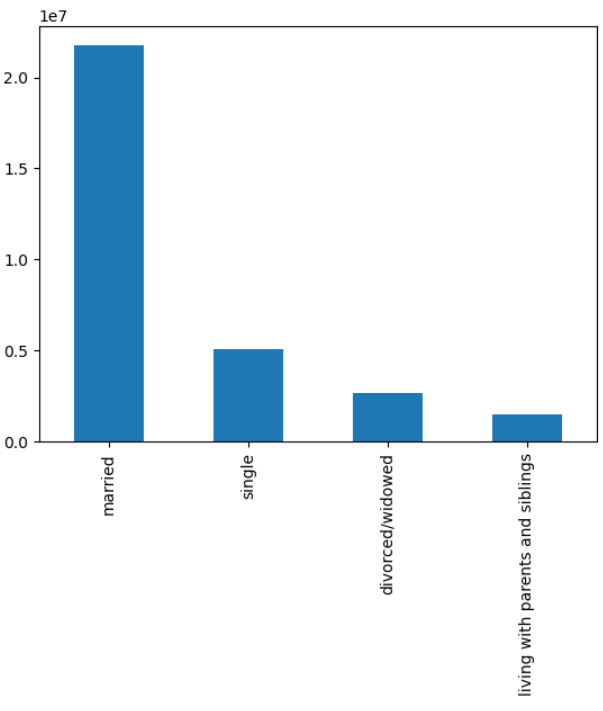 1e7
2.0
1.5
1.0
0.5
0.0
married
single
divorced/widowed
living with parents and siblings